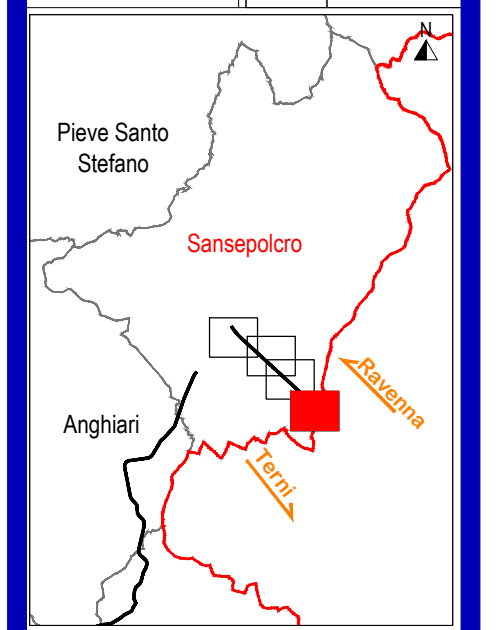 N
Pieve Santo
Stefano
Sansepolcro
Ravenna
Anghiari
Terni